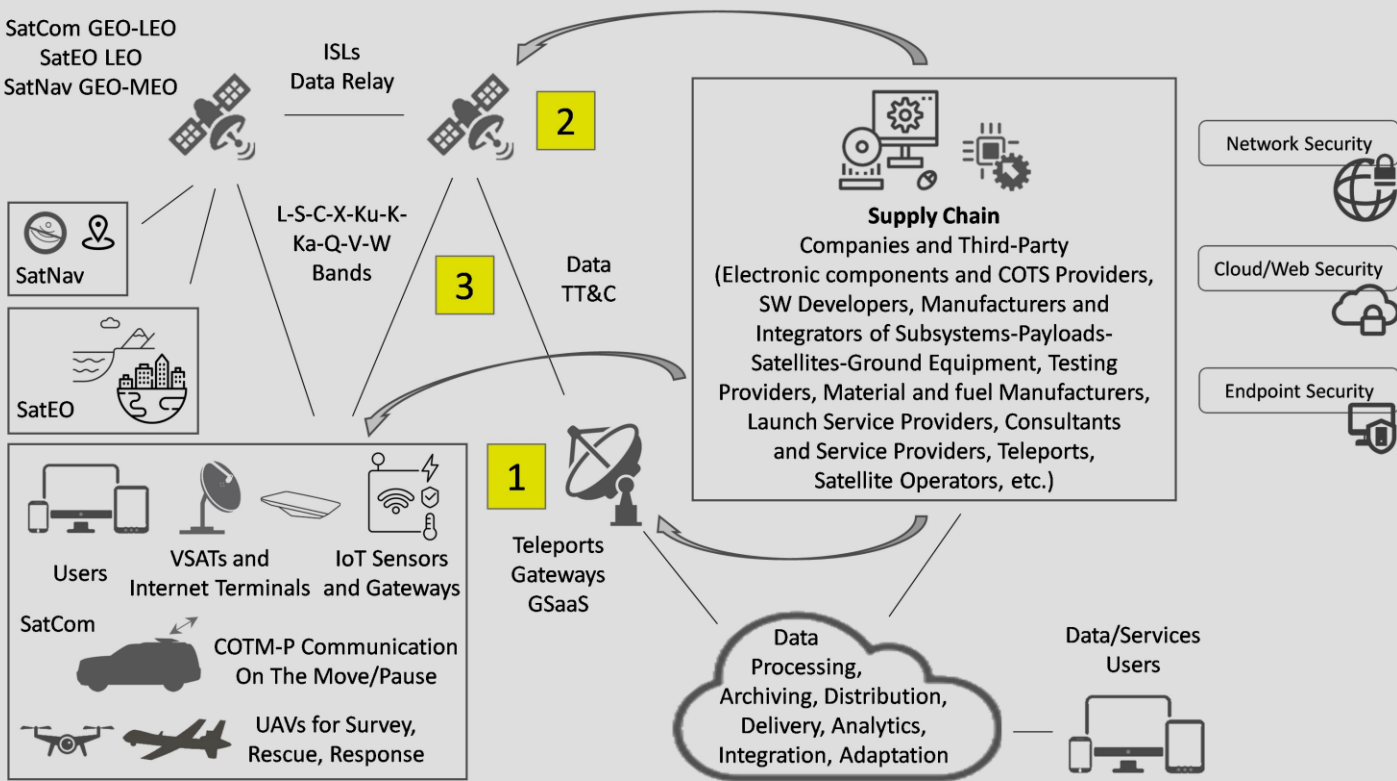 SatCom GEO-LEO
SatEO LEO
SatNav GEO-MEO
ISLs
Data Relay
2
L-S-C-X-Ku-K-
Ka-Q-V-W
Bands
3
Data
TT&C
SatNav
SatEO
1
Users
VSATs and
Internet Terminals
IoT Sensors
and Gateways
SatCom
COTM-P Communication
On The Move/Pause
UAVs for Survey,
Rescue, Response
Teleports
Gateways
GSaaS
Supply Chain
Companies and Third-Party
(Electronic components and COTS Providers,
SW Developers, Manufacturers and
Integrators of Subsystems-Payloads-
Satellites-Ground Equipment, Testing
Providers, Material and fuel Manufacturers,
Launch Service Providers, Consultants
and Service Providers, Teleports,
Satellite Operators, etc.)
Network Security
Cloud/Web Security
Endpoint Security
Data
Processing,
Archiving, Distribution,
Delivery, Analytics,
Integration, Adaptation
Data/Services
Users